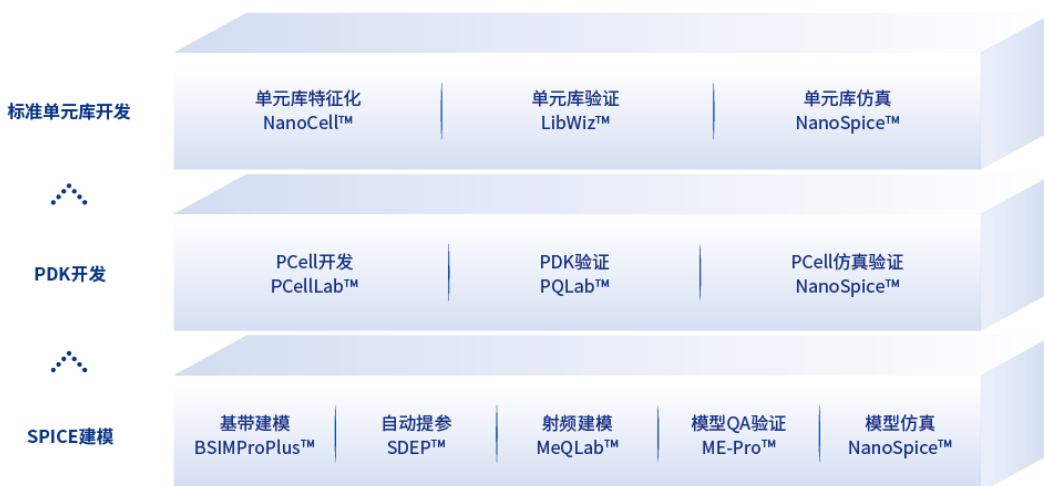 标准单元库开发
单元库特征化
NanoCell™
单元库验证
LibWiz™
单元库仿真
NanoSpice™
PDK开发
PCell开发
PCellLab™
PDK验证
PQLab™
PCell仿真验证
NanoSpice™
SPICE建模
基带建模
BSIMProPlus™
自动提参
SDEP™
射频建模
MeQLab™
模型QA验证
ME-Pro™
模型仿真
NanoSpice™